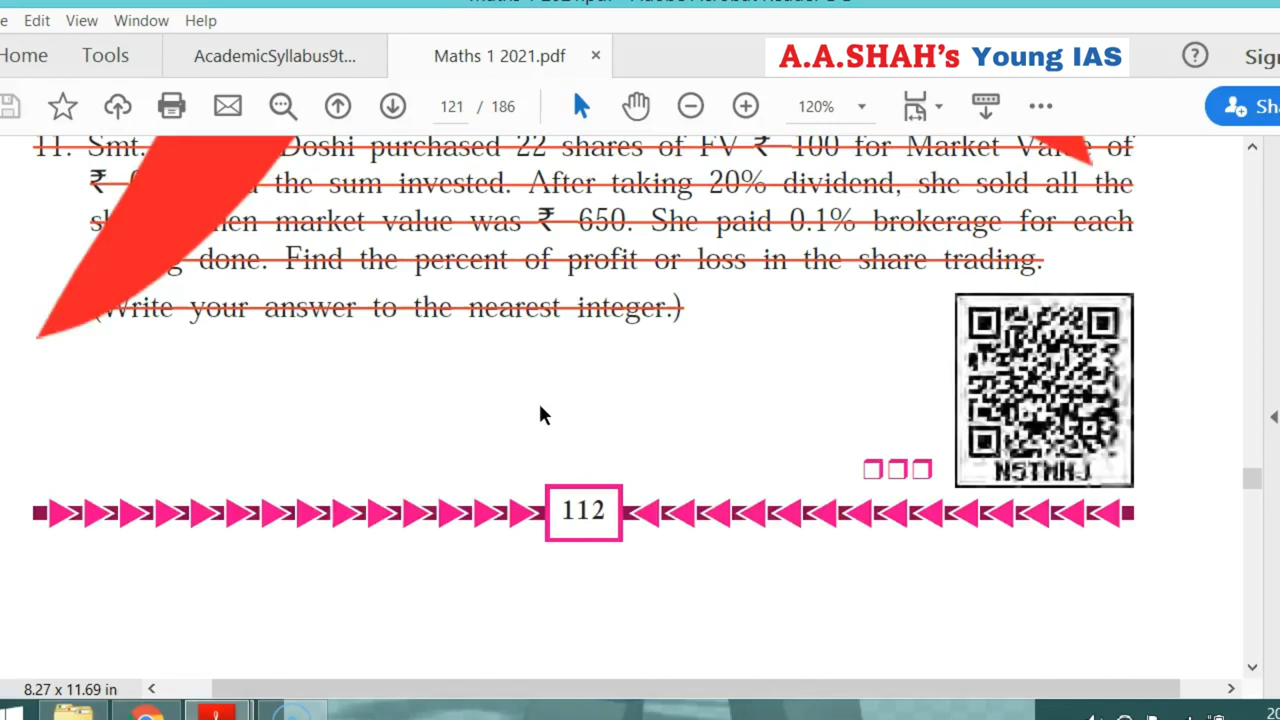 Edit View Window Help
Home Tools AcademicSyllabus9t... Maths 1 2021.pdf × A.A.SHAH's Young IAS ? Sign
121 / 186 120%
11. Smt. Doshi purchased 22 shares of FV ₹ 100 for Market Value of
₹ the sum invested. After taking 20% dividend, she sold all the
market value was ₹ 650. She paid 0.1% brokerage for each
done. Find the percent of profit or loss in the share trading.
(Write your answer to the nearest integer.)
N5TMHJ
112
8.27 x 11.69 in